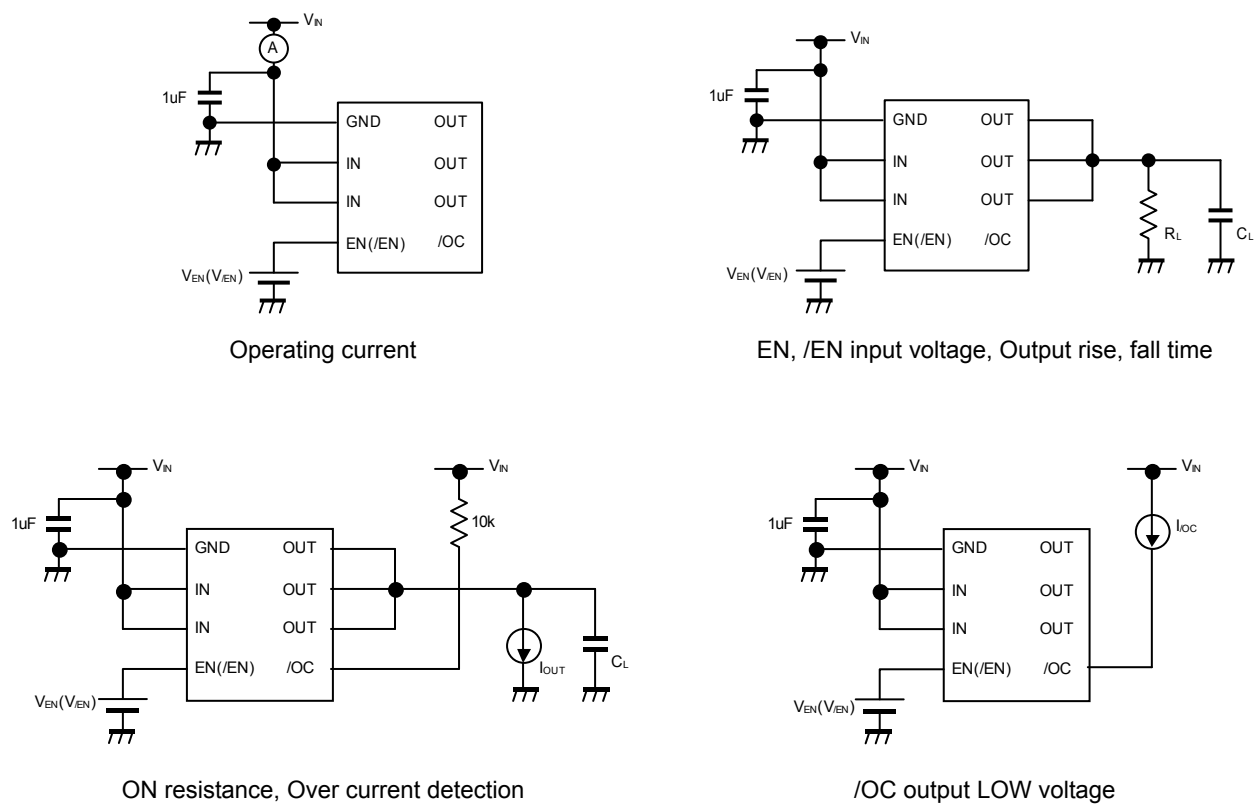 VIN
A
1uF
GND OUT
IN OUT
IN OUT
EN(/EN) /OC
VEN(V/EN)
Operating current
VIN
1uF
GND OUT
IN OUT
IN OUT
EN(/EN) /OC
VEN(V/EN)
RL
CL
EN, /EN input voltage, Output rise, fall time
VIN
VIN
1uF
10k
GND OUT
IN OUT
IN OUT
EN(/EN) /OC
VEN(V/EN)
IOUT
CL
ON resistance, Over current detection
VIN
VIN
1uF
I/OC
GND OUT
IN OUT
IN OUT
EN(/EN) /OC
VEN(V/EN)
/OC output LOW voltage